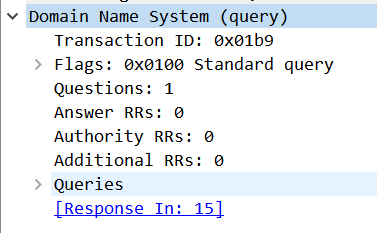 Domain Name System (query)
Transaction ID: 0x01b9
Flags: 0x0100 Standard query
Questions: 1
Answer RRs: 0
Authority RRs: 0
Additional RRs: 0
Queries
[Response In: 15]